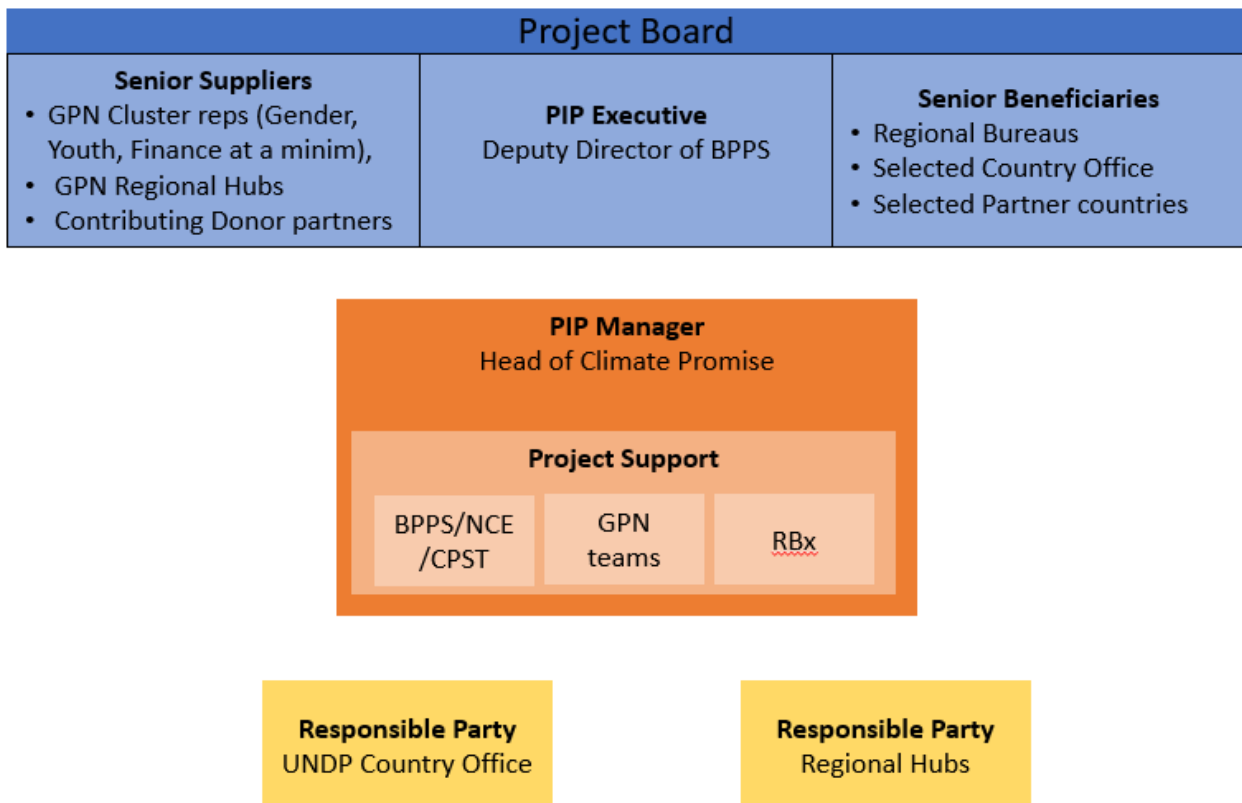 Project Board
Senior Suppliers
• GPN Cluster reps (Gender,
Youth, Finance at a minim),
• GPN Regional Hubs
• Contributing Donor partners
PIP Executive
Deputy Director of BPPS
Senior Beneficiaries
• Regional Bureaus
• Selected Country Office
• Selected Partner countries
PIP Manager
Head of Climate Promise
Project Support
BPPS/NCE
/CPST
GPN
teams
RBx
Responsible Party
UNDP Country Office
Responsible Party
Regional Hubs